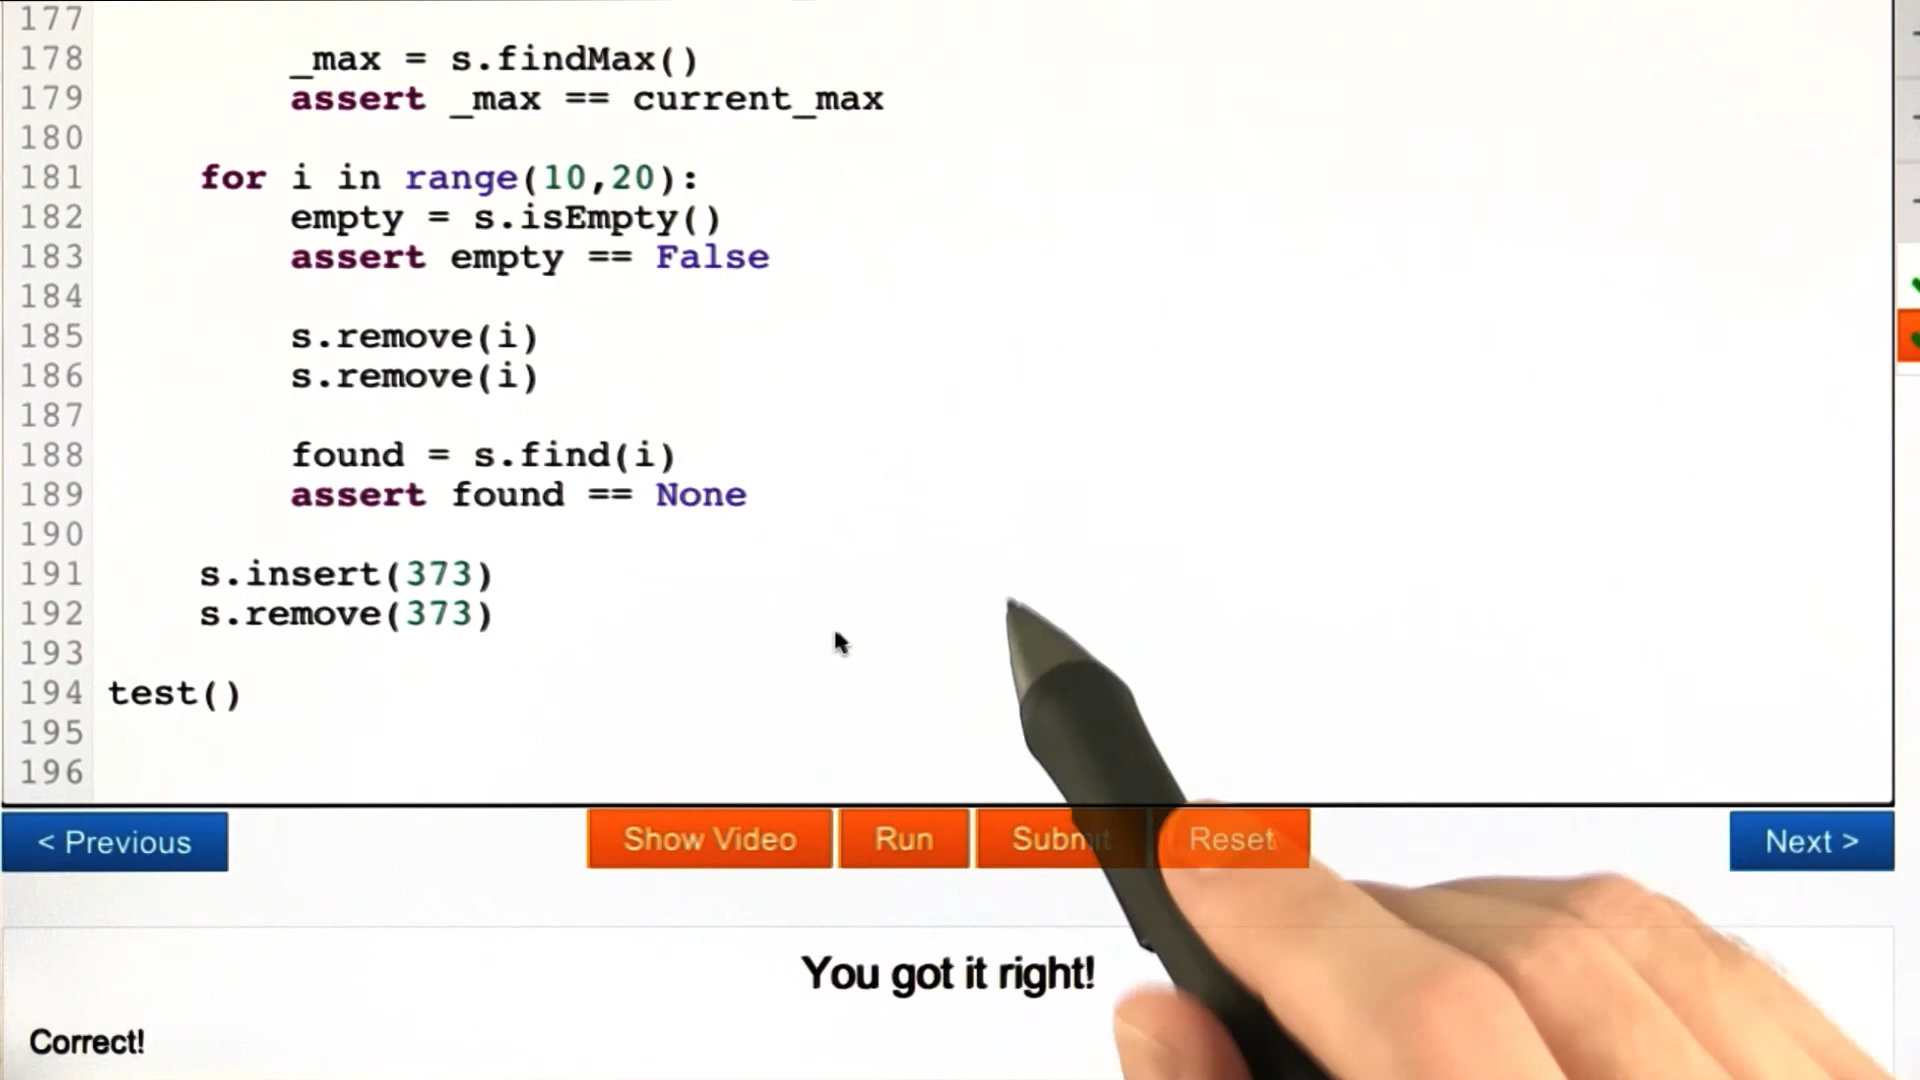 177
178 _max = s.findMax()
179 assert _max == current_max
180
181 for i in range(10,20):
182 empty = s.isEmpty()
183 assert empty == False
184
185 s.remove(i)
186 s.remove(i)
187
188 found = s.find(i)
189 assert found == None
190
191 s.insert(373)
192 s.remove(373)
193
194 test()
195
196
< Previous Show Video Run Submit Reset Next >
You got it right!
Correct!